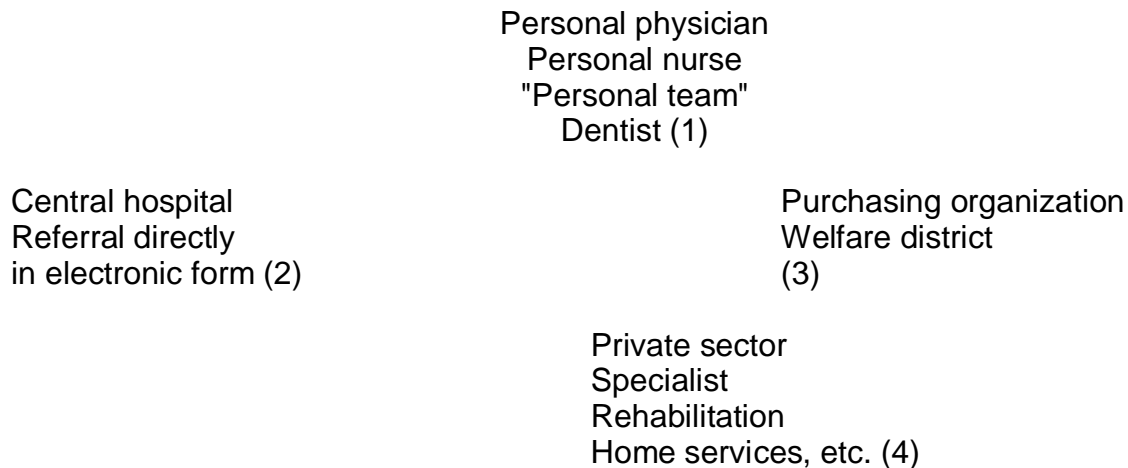 Personal physician
Personal nurse
"Personal team"
Dentist (1)
Central hospital
Referral directly
in electronic form (2)
Purchasing organization
Welfare district
(3)
Private sector
Specialist
Rehabilitation
Home services, etc. (4)